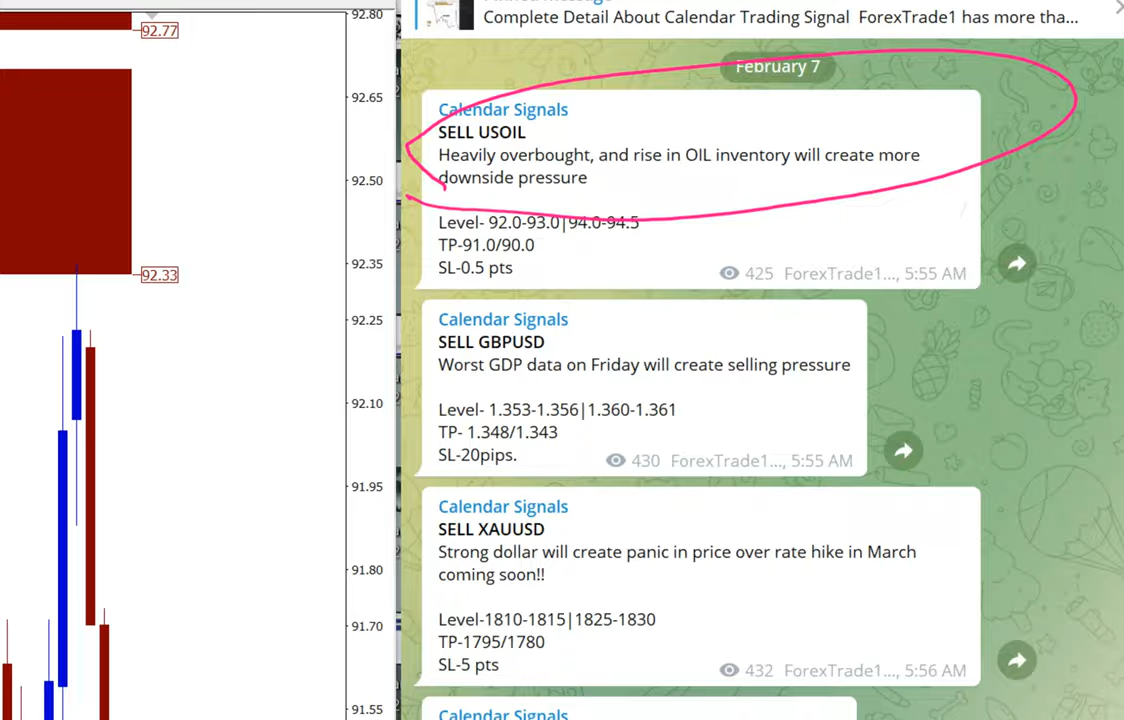 92.80
92.77
92.65
92.50
92.35
92.33
92.25
92.10
91.95
91.80
91.70
91.55
Complete Detail About Calendar Trading Signal ForexTrade1 has more tha...
February 7
Calendar Signals
SELL USOIL
Heavily overbought, and rise in OIL inventory will create more
downside pressure
Level- 92.0-93.0|94.0-94.5
TP-91.0/90.0
SL-0.5 pts
425 ForexTrade1..., 5:55 AM
Calendar Signals
SELL GBPUSD
Worst GDP data on Friday will create selling pressure
Level- 1.353-1.356|1.360-1.361
TP- 1.348/1.343
SL-20pips.
430 ForexTrade1..., 5:55 AM
Calendar Signals
SELL XAUUSD
Strong dollar will create panic in price over rate hike in March
coming soon!!
Level-1810-1815|1825-1830
TP-1795/1780
SL-5 pts
432 ForexTrade1..., 5:56 AM
Calendar Signals